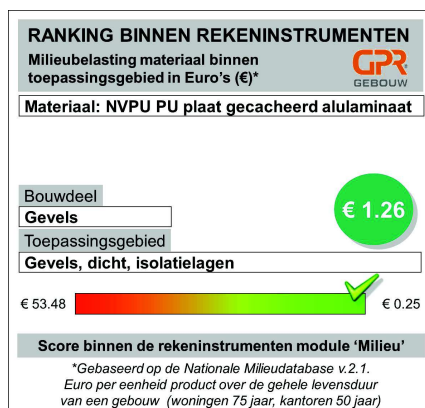 RANKING BINNEN REKENINSTRUMENTEN
Milieubelasting materiaal binnen
toepassingsgebied in Euro's (€)*
GPR
GEBOUW
Materiaal: NVPU PU plaat gecacheerd alulaminaat
Bouwdeel
Gevels
€ 1.26
Toepassingsgebied
Gevels, dicht, isolatielagen
€ 53.48
€ 0.25
Score binnen de rekeninstrumenten module ‘Milieu’
*Gebaseerd op de Nationale Milieudatabase v.2.1.
Euro per eenheid product over de gehele levensduur
van een gebouw (woningen 75 jaar, kantoren 50 jaar)